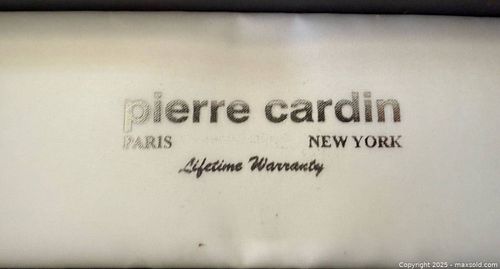 pierre cardin
PARIS NEW YORK
Lifetime Warranty
Copyright 2025 - maxsold.com